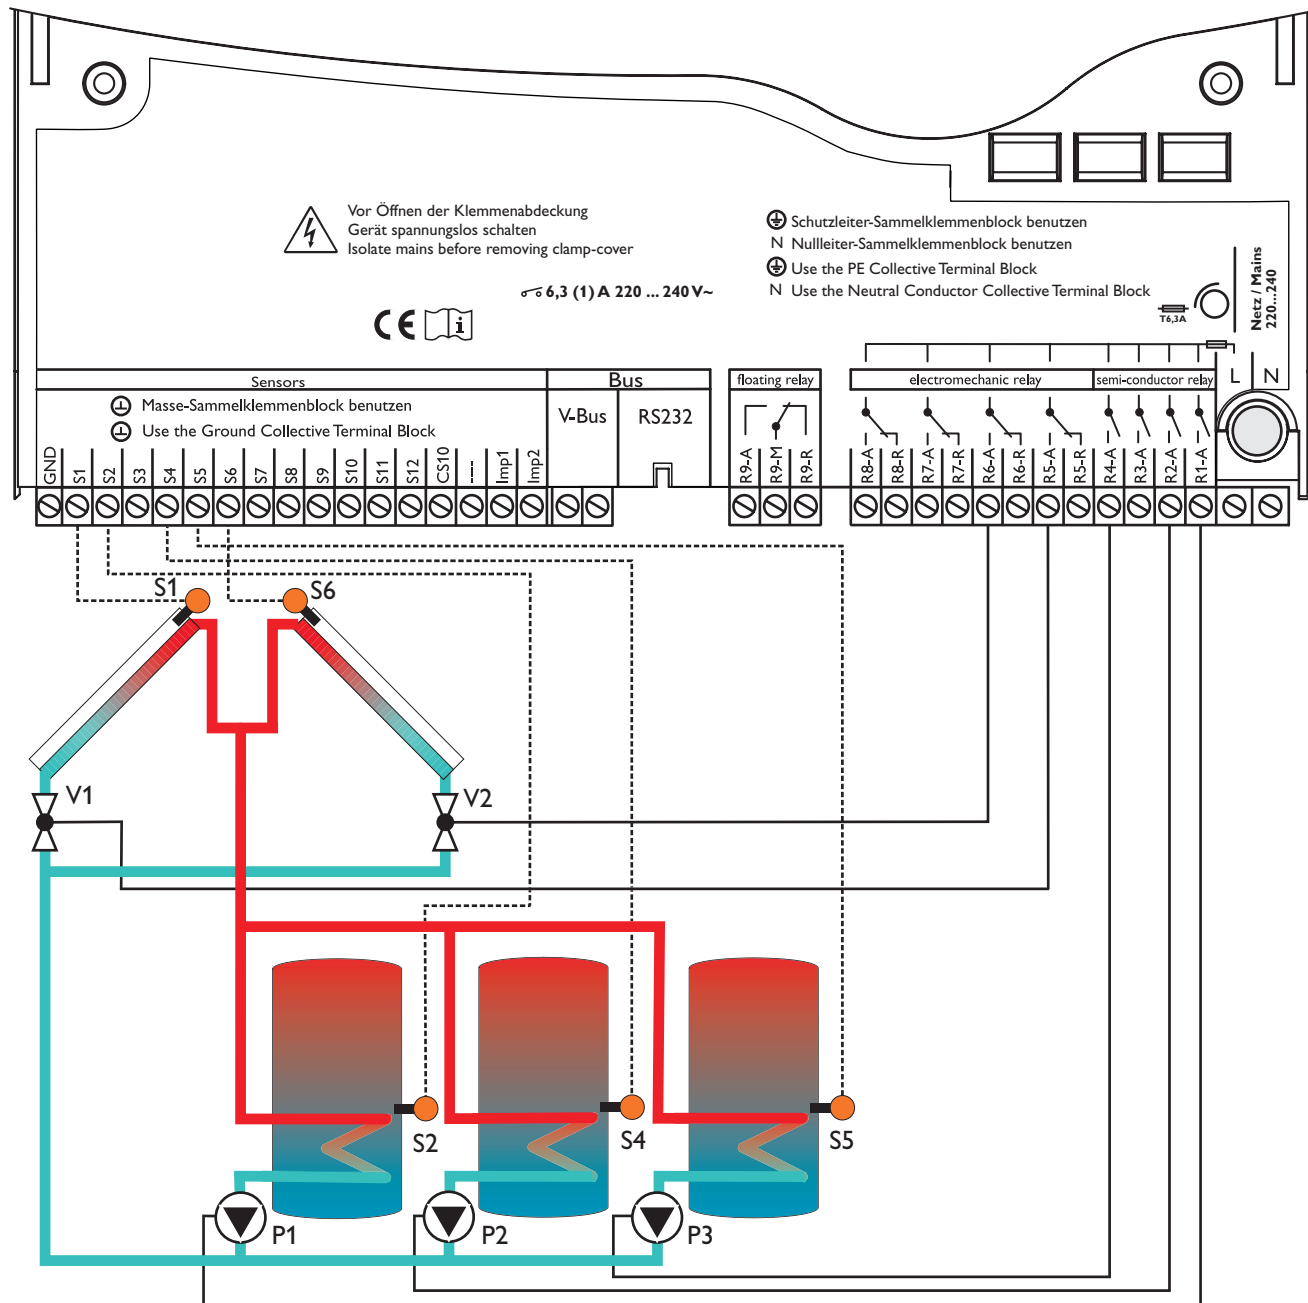 Vor Öffnen der Klemmenabdeckung
Gerät spannungslos schalten
Isolate mains before removing clamp-cover
6,3 (1) A 220 ... 240 V~
CE
i
Schutzleiter-Sammelklemmenblock benutzen
N Nullleiter-Sammelklemmenblock benutzen
Use the PE Collective Terminal Block
N Use the Neutral Conductor Collective Terminal Block
T6,3A
Netz / Mains
220...240
Sensors
Bus
floating relay
electromechanic relay
semi-conductor relay
L
N
Masse-Sammelklemmenblock benutzen
Use the Ground Collective Terminal Block
V-Bus
RS232
GND
S1
S2
S3
S4
S5
S6
S7
S8
S9
S10
S11
S12
CS10
----
Imp1
Imp2
R9-A
R9-M
R9-R
R8-A
R8-R
R7-A
R7-R
R6-A
R6-R
R5-A
R5-R
R4-A
R3-A
R2-A
R1-A
S1
S6
V1
V2
S2
S4
S5
P1
P2
P3